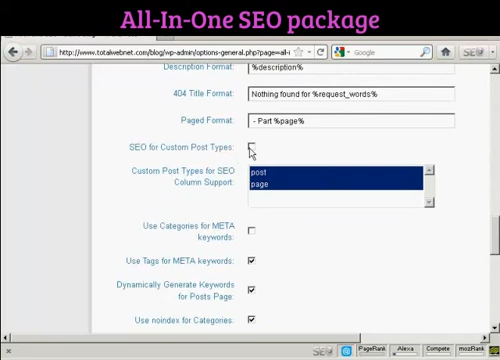 All-In-One SEO package
http://www.totalwebnet.com/blog/wp-admin/options-general.php?page=all-i
Google
SEO
Description Format:
%description%
404 Title Format:
Nothing found for %request_words%
Paged Format:
- Part %page%
SEO for Custom Post Types:
Custom Post Types for SEO
Column Support:
post
page
Use Categories for META
keywords:
Use Tags for META keywords:
Dynamically Generate Keywords
for Posts Page:
Use noindex for Categories:
SEO
PageRank
Alexa
Compete
mozRank